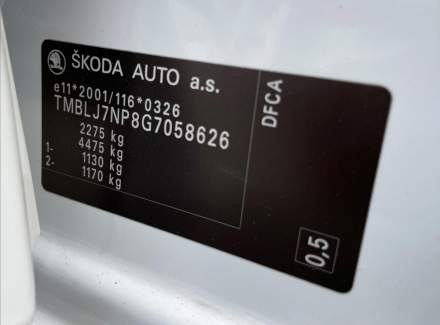 ŠKODA AUTO a.s.
e11*2001/116*0326
TMBLJ7NP8G7058626
2275 kg
4475 kg
1- 1130 kg
2- 1170 kg
DFCA
0,5